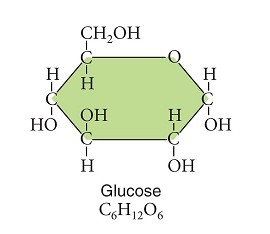 CH₂OH
C O
H H H
C C
HO OH H OH
C C
H OH
Glucose
C₆H₁₂O₆